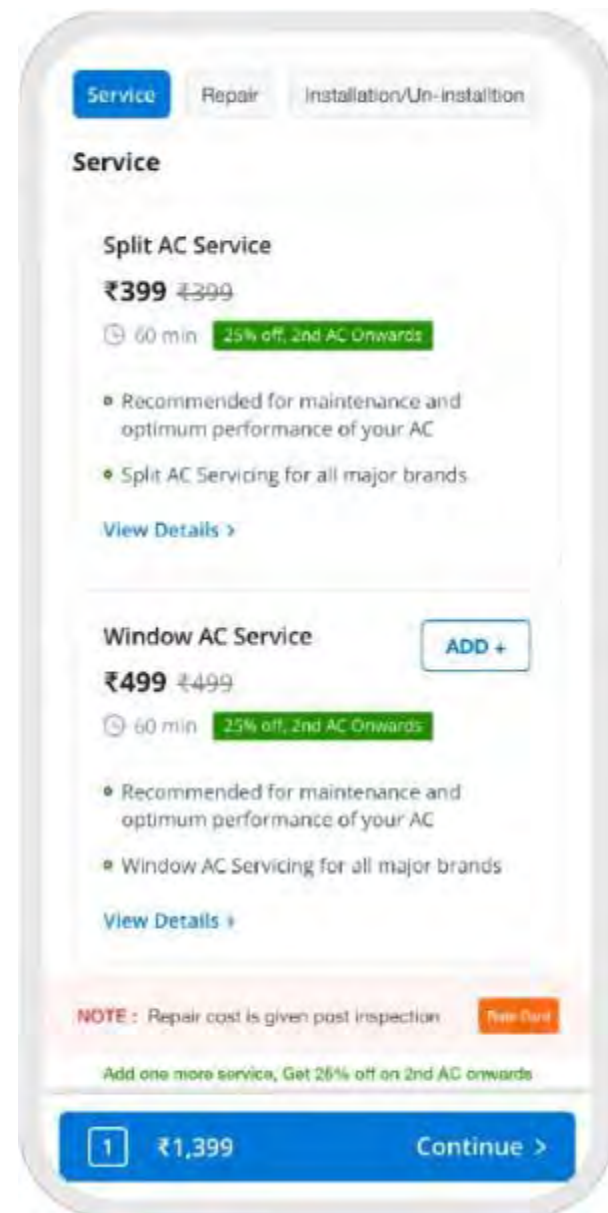 Service Repair Installation/Un-installtion
Service
Split AC Service
₹399 ₹399
60 min 25% off, 2nd AC Onwards
Recommended for maintenance and
optimum performance of your AC
Split AC Servicing for all major brands
View Details >
Window AC Service ADD +
₹499 ₹499
60 min 25% off, 2nd AC Onwards
Recommended for maintenance and
optimum performance of your AC
Window AC Servicing for all major brands
View Details >
NOTE : Repair cost is given post inspection Rate Card
Add one more service, Get 25% off on 2nd AC onwards
1 ₹1,399 Continue >